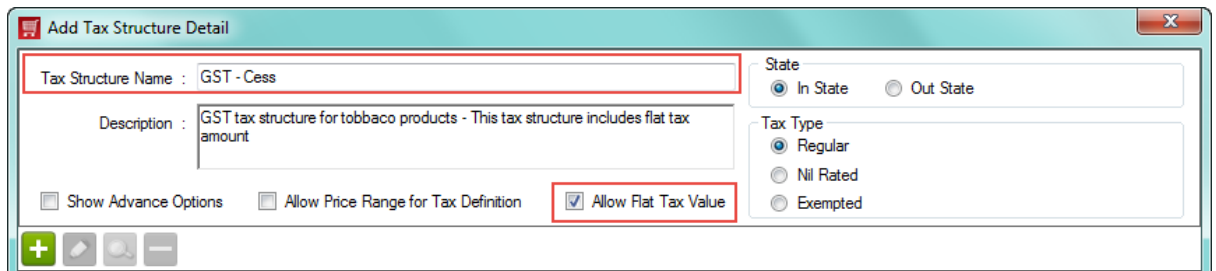 Add Tax Structure Detail
x
Tax Structure Name : GST - Cess
Description : GST tax structure for tobbaco products - This tax structure includes flat tax
amount
Show Advance Options Allow Price Range for Tax Definition Allow Flat Tax Value
State
In State Out State
Tax Type
Regular
Nil Rated
Exempted